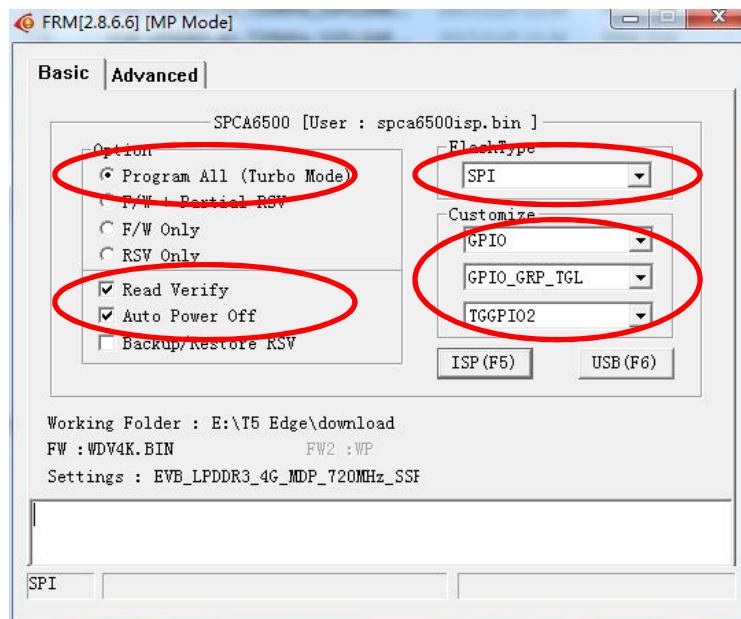 FRM[2.8.6.6] [MP Mode]
Basic Advanced
SPCA6500 [User : spca6500isp.bin ]
Option
Program All (Turbo Mode)
F/W + Partial RSV
F/W Only
RSV Only
Read Verify
Auto Power Off
Backup/Restore RSV
FlashType
SPI
Customize
GPIO
GPIO_GRP_TGL
TGGPIO2
ISP(F5) USB(F6)
Working Folder : E:\T5 Edge\download
FW :WDV4K.BIN FW2 :WP
Settings : EVB_LPDDR3_4G_MDP_720MHz_SSF
SPI